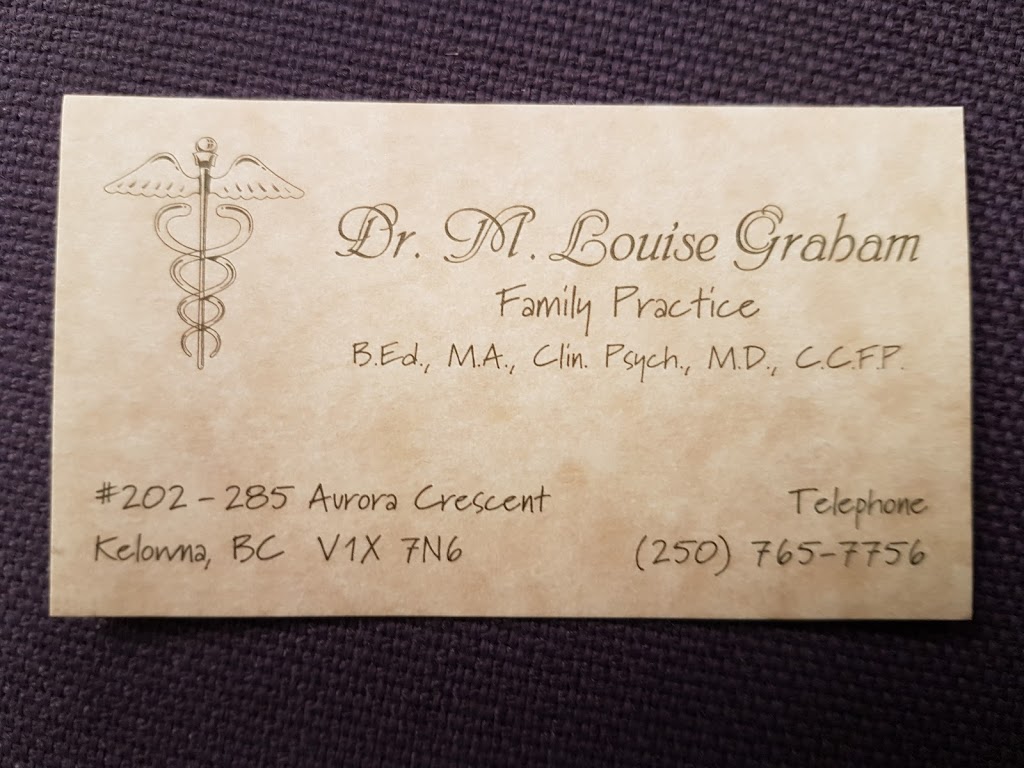 Dr. M. Louise Graham
Family Practice
B.Ed., M.A., Clin. Psych., M.D., C.C.F.P.
#202 - 285 Aurora Crescent
Kelowna, BC V1X 7N6
Telephone
(250) 765-7756